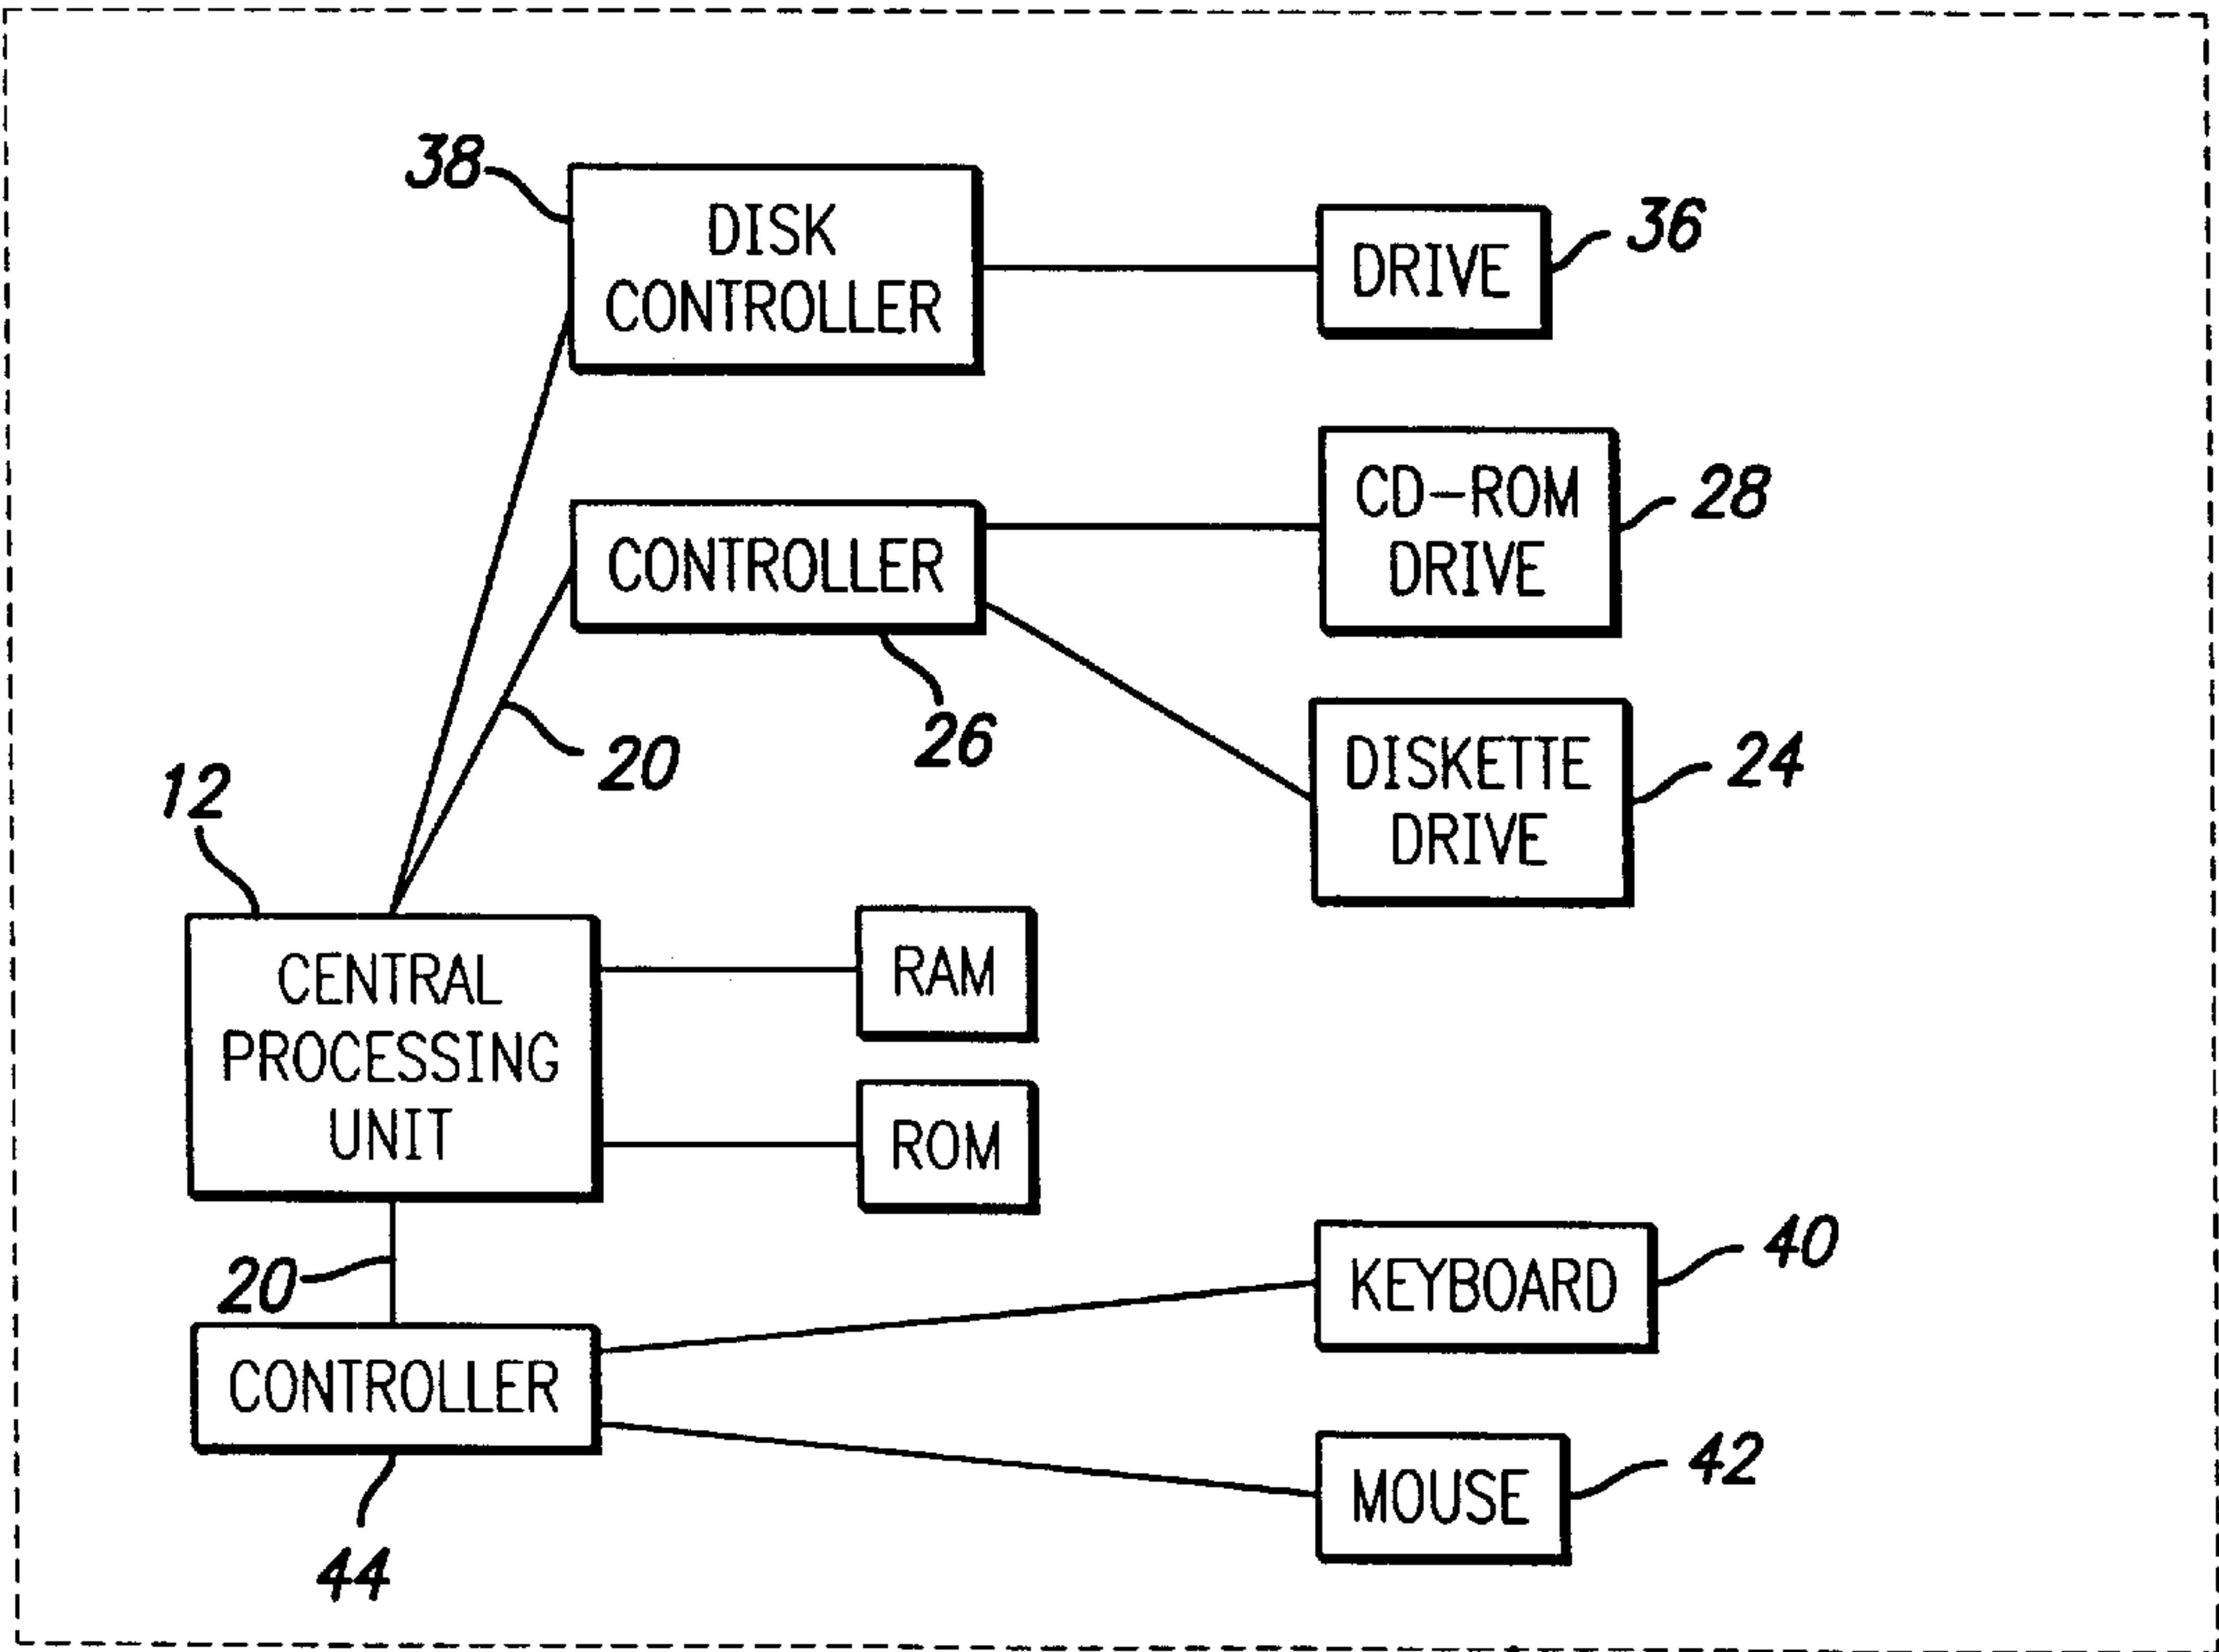 38
DISK
CONTROLLER
DRIVE
36
CONTROLLER
26
CD-ROM
DRIVE
28
20
DISKETTE
DRIVE
24
12
CENTRAL
PROCESSING
UNIT
RAM
ROM
20
CONTROLLER
44
KEYBOARD
40
MOUSE
42